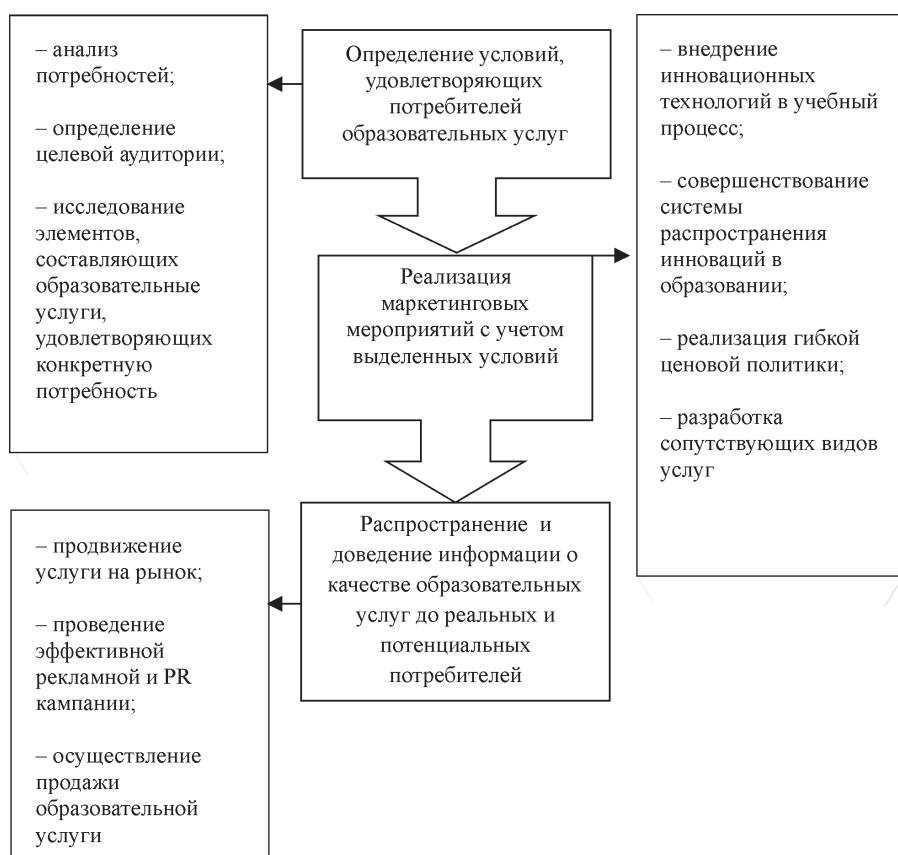 – анализ
потребностей;
– определение
целевой аудитории;
– исследование
элементов,
составляющих
образовательные
услуги,
удовлетворяющих
конкретную
потребность
Определение условий,
удовлетворяющих
потребителей
образовательных услуг
– внедрение
инновационных
технологий в учебный
процесс;
– совершенствование
системы
распространения
инноваций в
образовании;
– реализация гибкой
ценовой политики;
– разработка
сопутствующих видов
услуг
Реализация
маркетинговых
мероприятий с учетом
выделенных условий
– продвижение
услуги на рынок;
– проведение
эффективной
рекламной и PR
кампании;
– осуществление
продажи
образовательной
услуги
Распространение и
доведение информации о
качестве образовательных
услуг до реальных и
потенциальных
потребителей